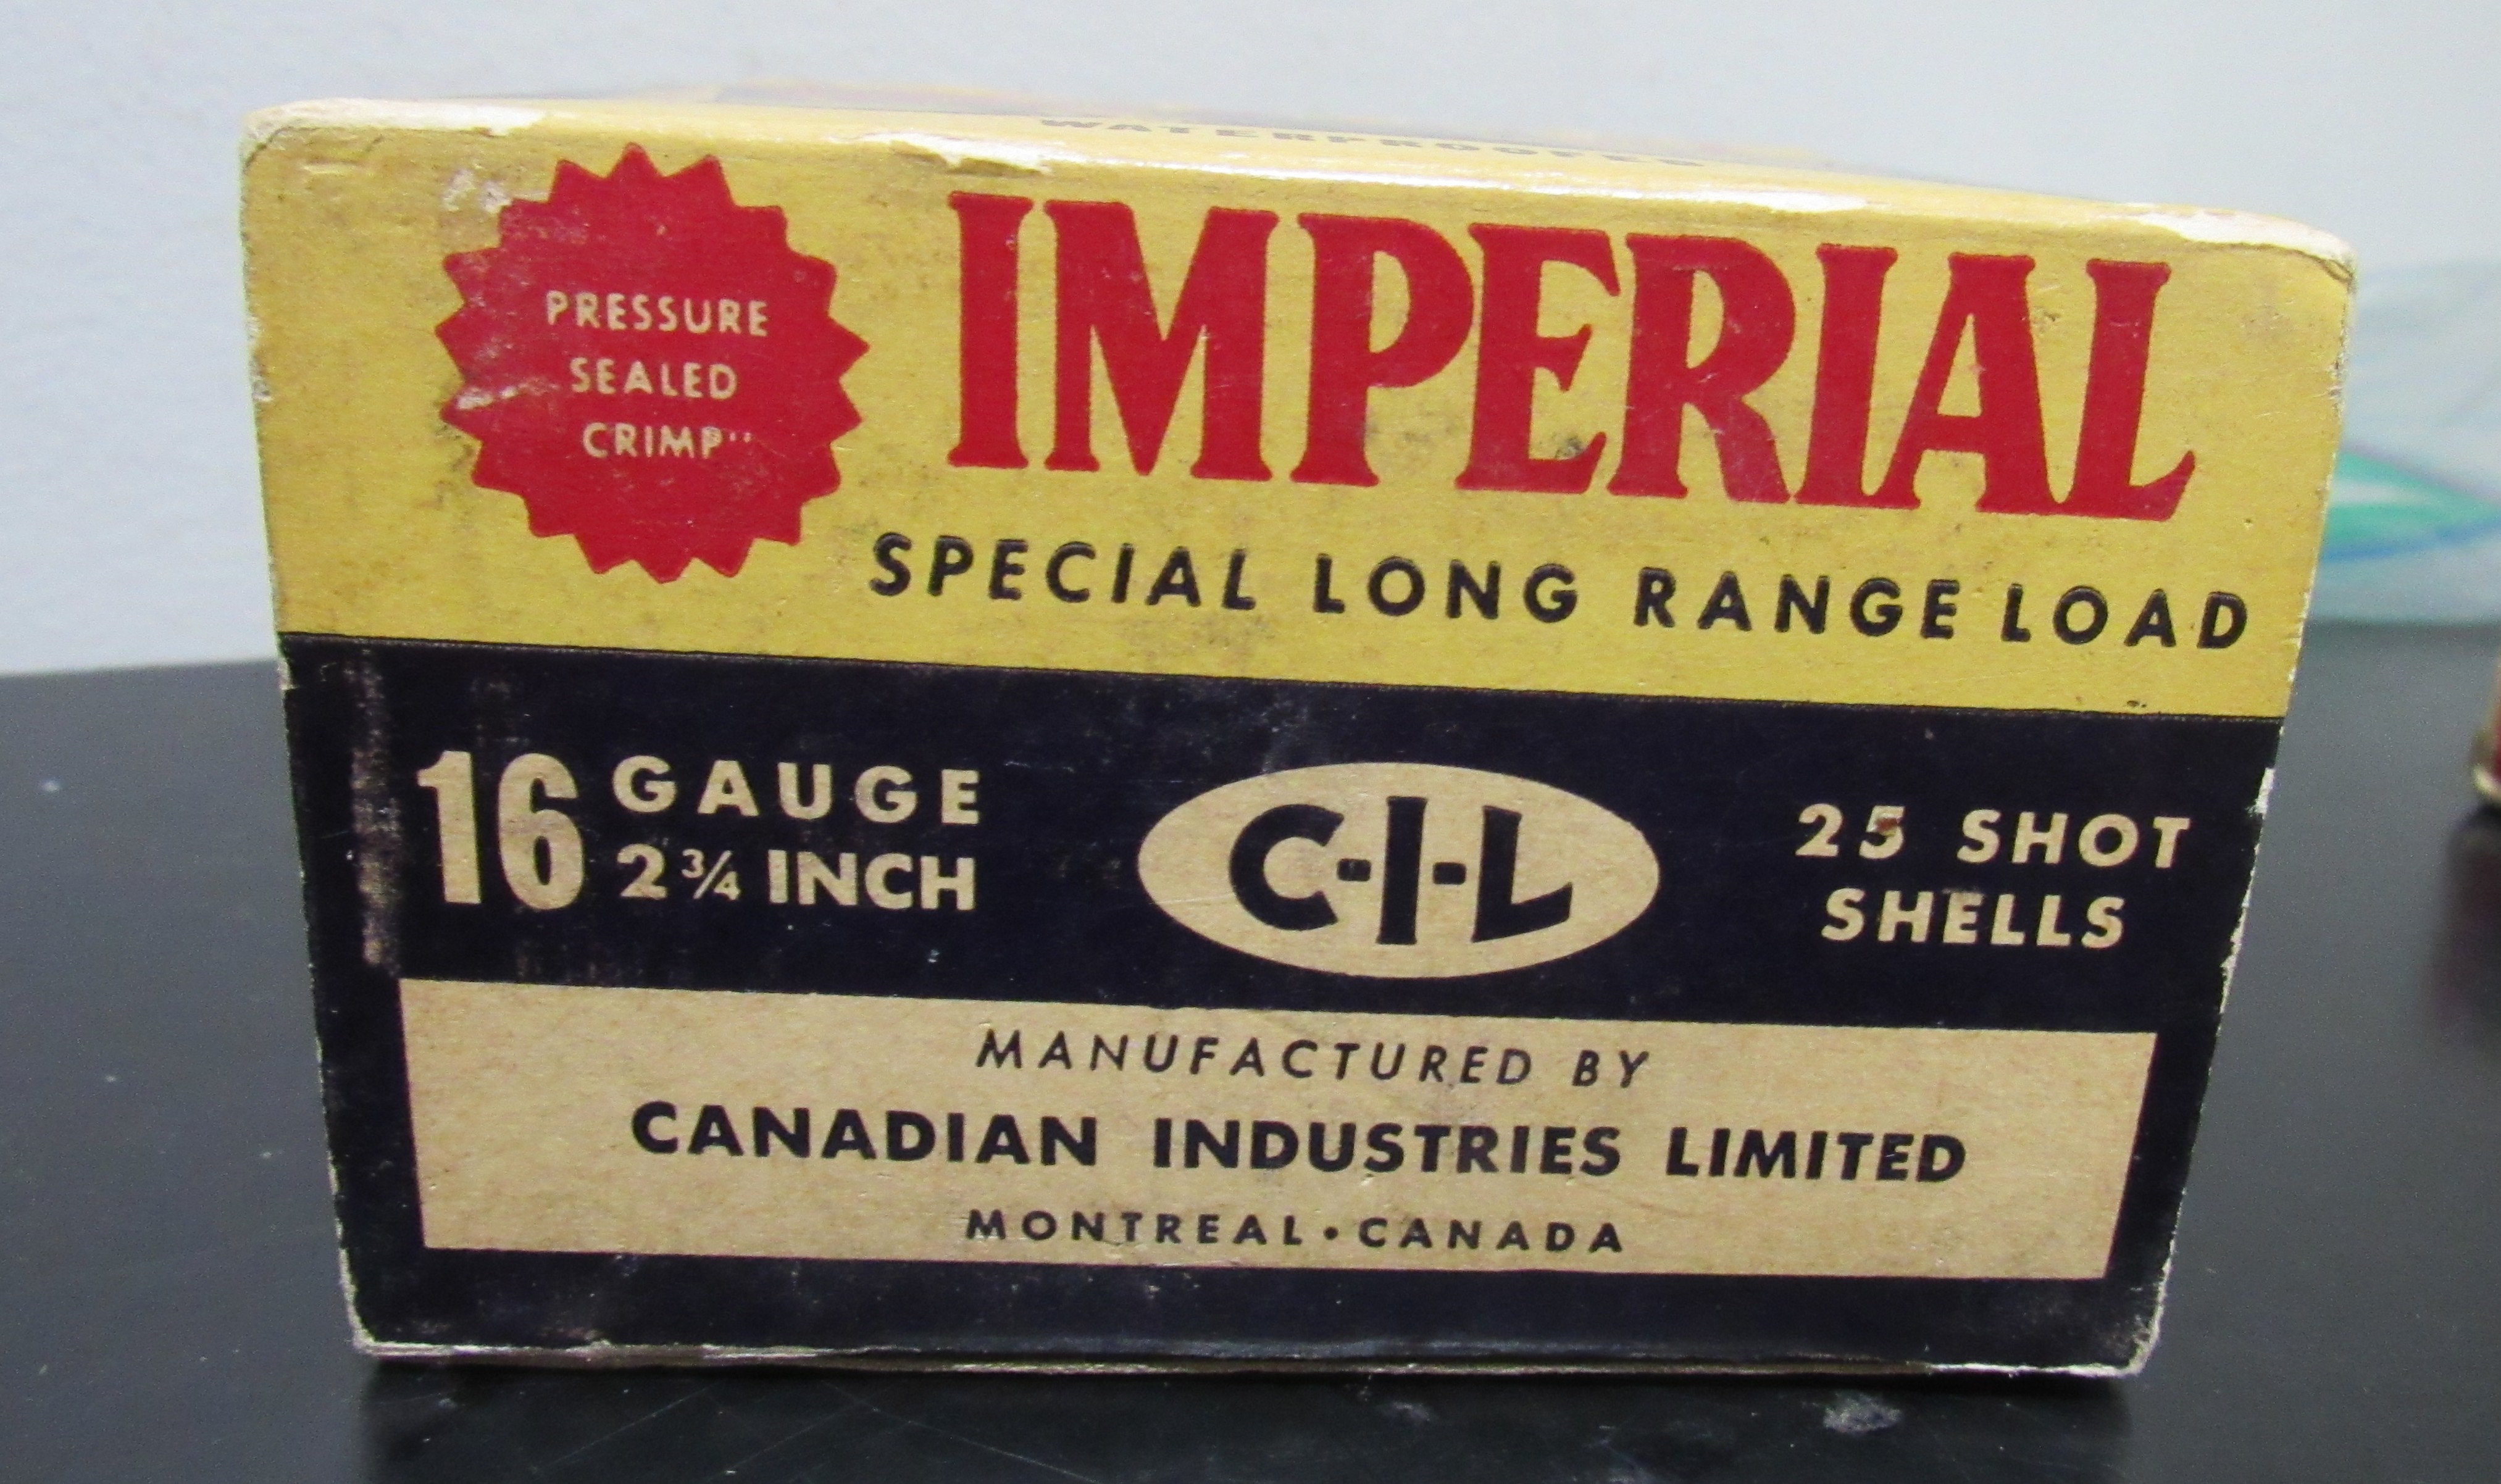 WATERPROOFED
PRESSURE
SEALED
CRIMP"
IMPERIAL
SPECIAL LONG RANGE LOAD
16 GAUGE
2 ¾ INCH
C-I-L
25 SHOT
SHELLS
MANUFACTURED BY
CANADIAN INDUSTRIES LIMITED
MONTREAL • CANADA